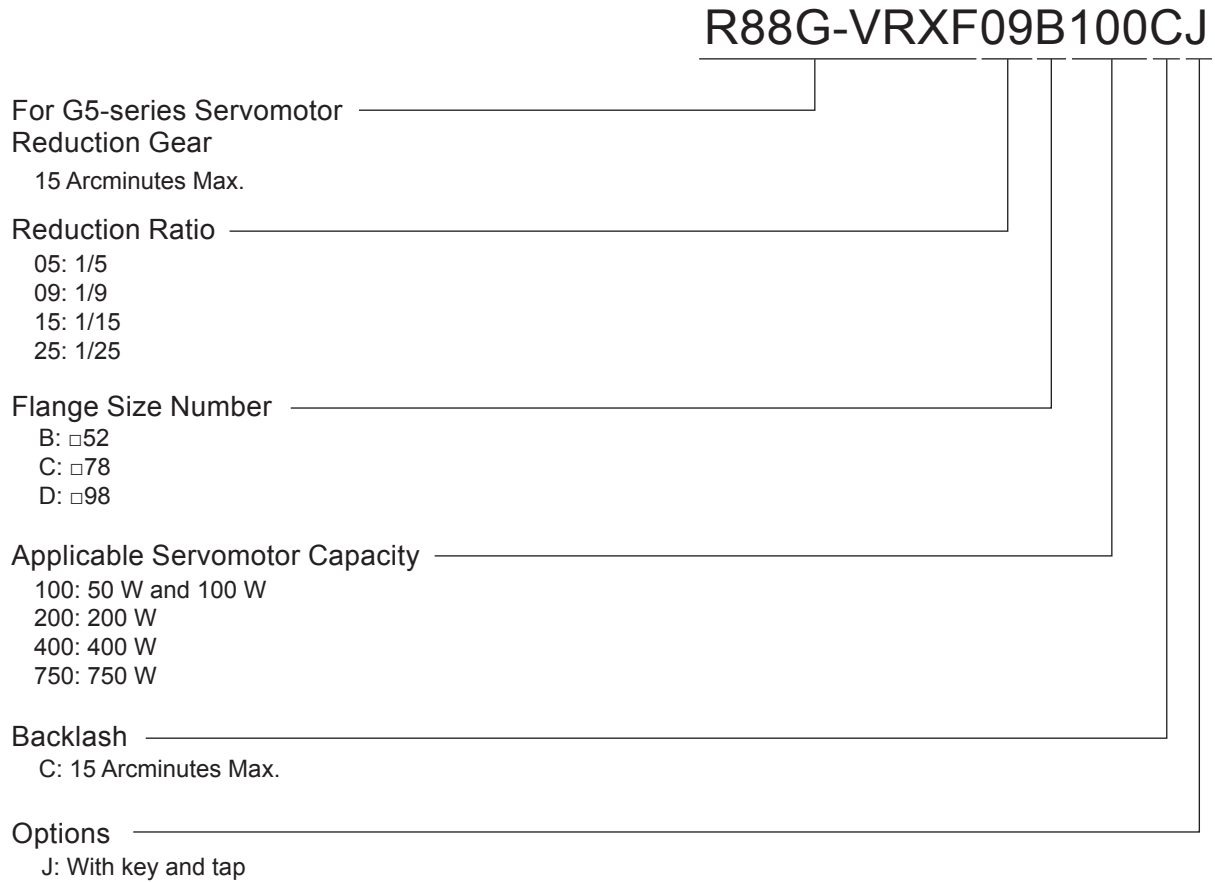 R88G-VRXF09B100CJ
For G5-series Servomotor
Reduction Gear
15 Arcminutes Max.
Reduction Ratio
05: 1/5
09: 1/9
15: 1/15
25: 1/25
Flange Size Number
B: □52
C: □78
D: □98
Applicable Servomotor Capacity
100: 50 W and 100 W
200: 200 W
400: 400 W
750: 750 W
Backlash
C: 15 Arcminutes Max.
Options
J: With key and tap